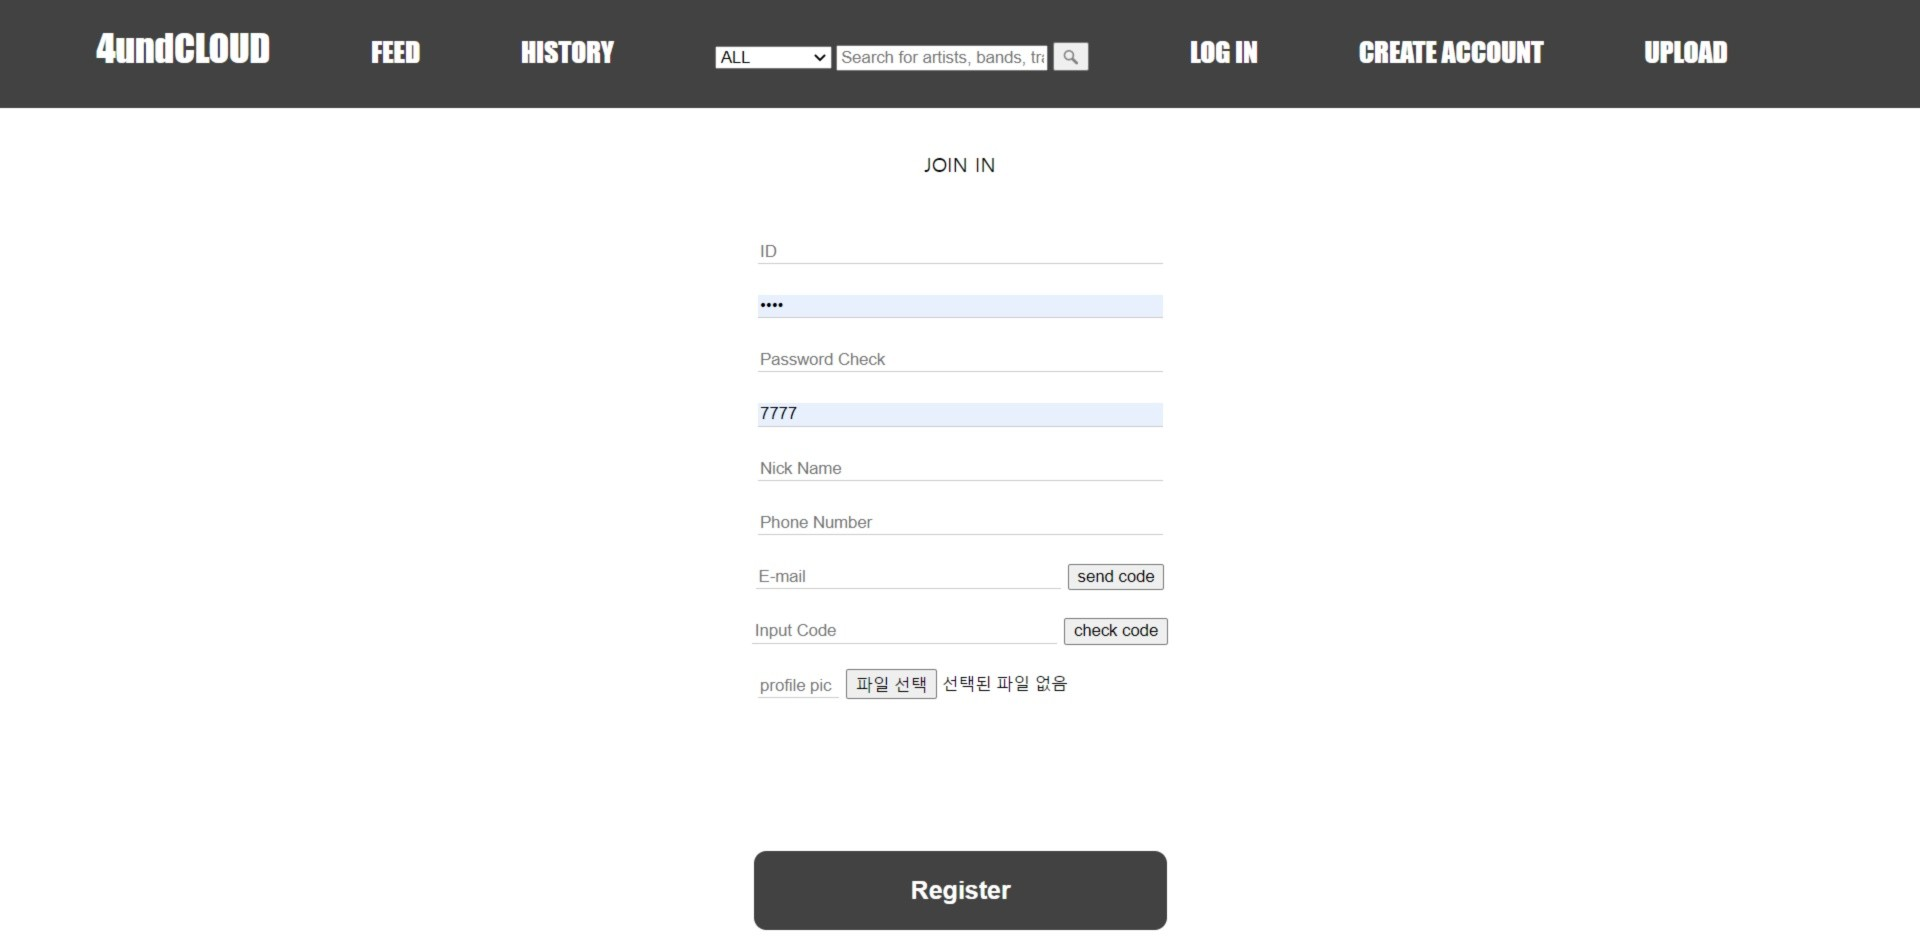 4undCLOUD FEED HISTORY ALL Search for artists, bands, tra LOG IN CREATE ACCOUNT UPLOAD
JOIN IN
ID
••••
Password Check
7777
Nick Name
Phone Number
E-mail send code
Input Code check code
profile pic 파일 선택 선택된 파일 없음
Register